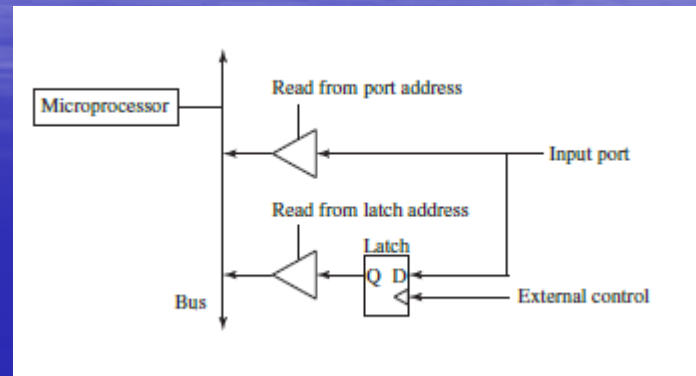 Read from port address
Microprocessor
Input port
Read from latch address
Latch
Q D
External control
Bus